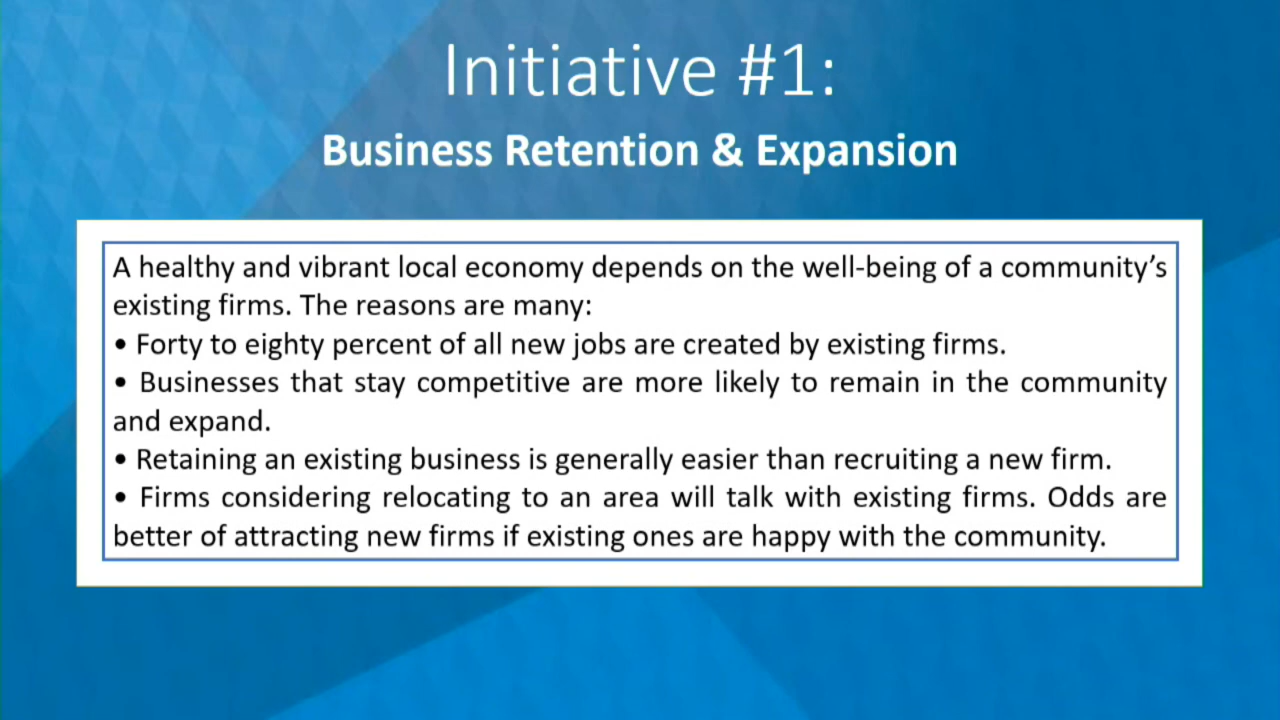 Initiative #1:
Business Retention & Expansion
A healthy and vibrant local economy depends on the well-being of a community’s
existing firms. The reasons are many:
• Forty to eighty percent of all new jobs are created by existing firms.
• Businesses that stay competitive are more likely to remain in the community
and expand.
• Retaining an existing business is generally easier than recruiting a new firm.
• Firms considering relocating to an area will talk with existing firms. Odds are
better of attracting new firms if existing ones are happy with the community.